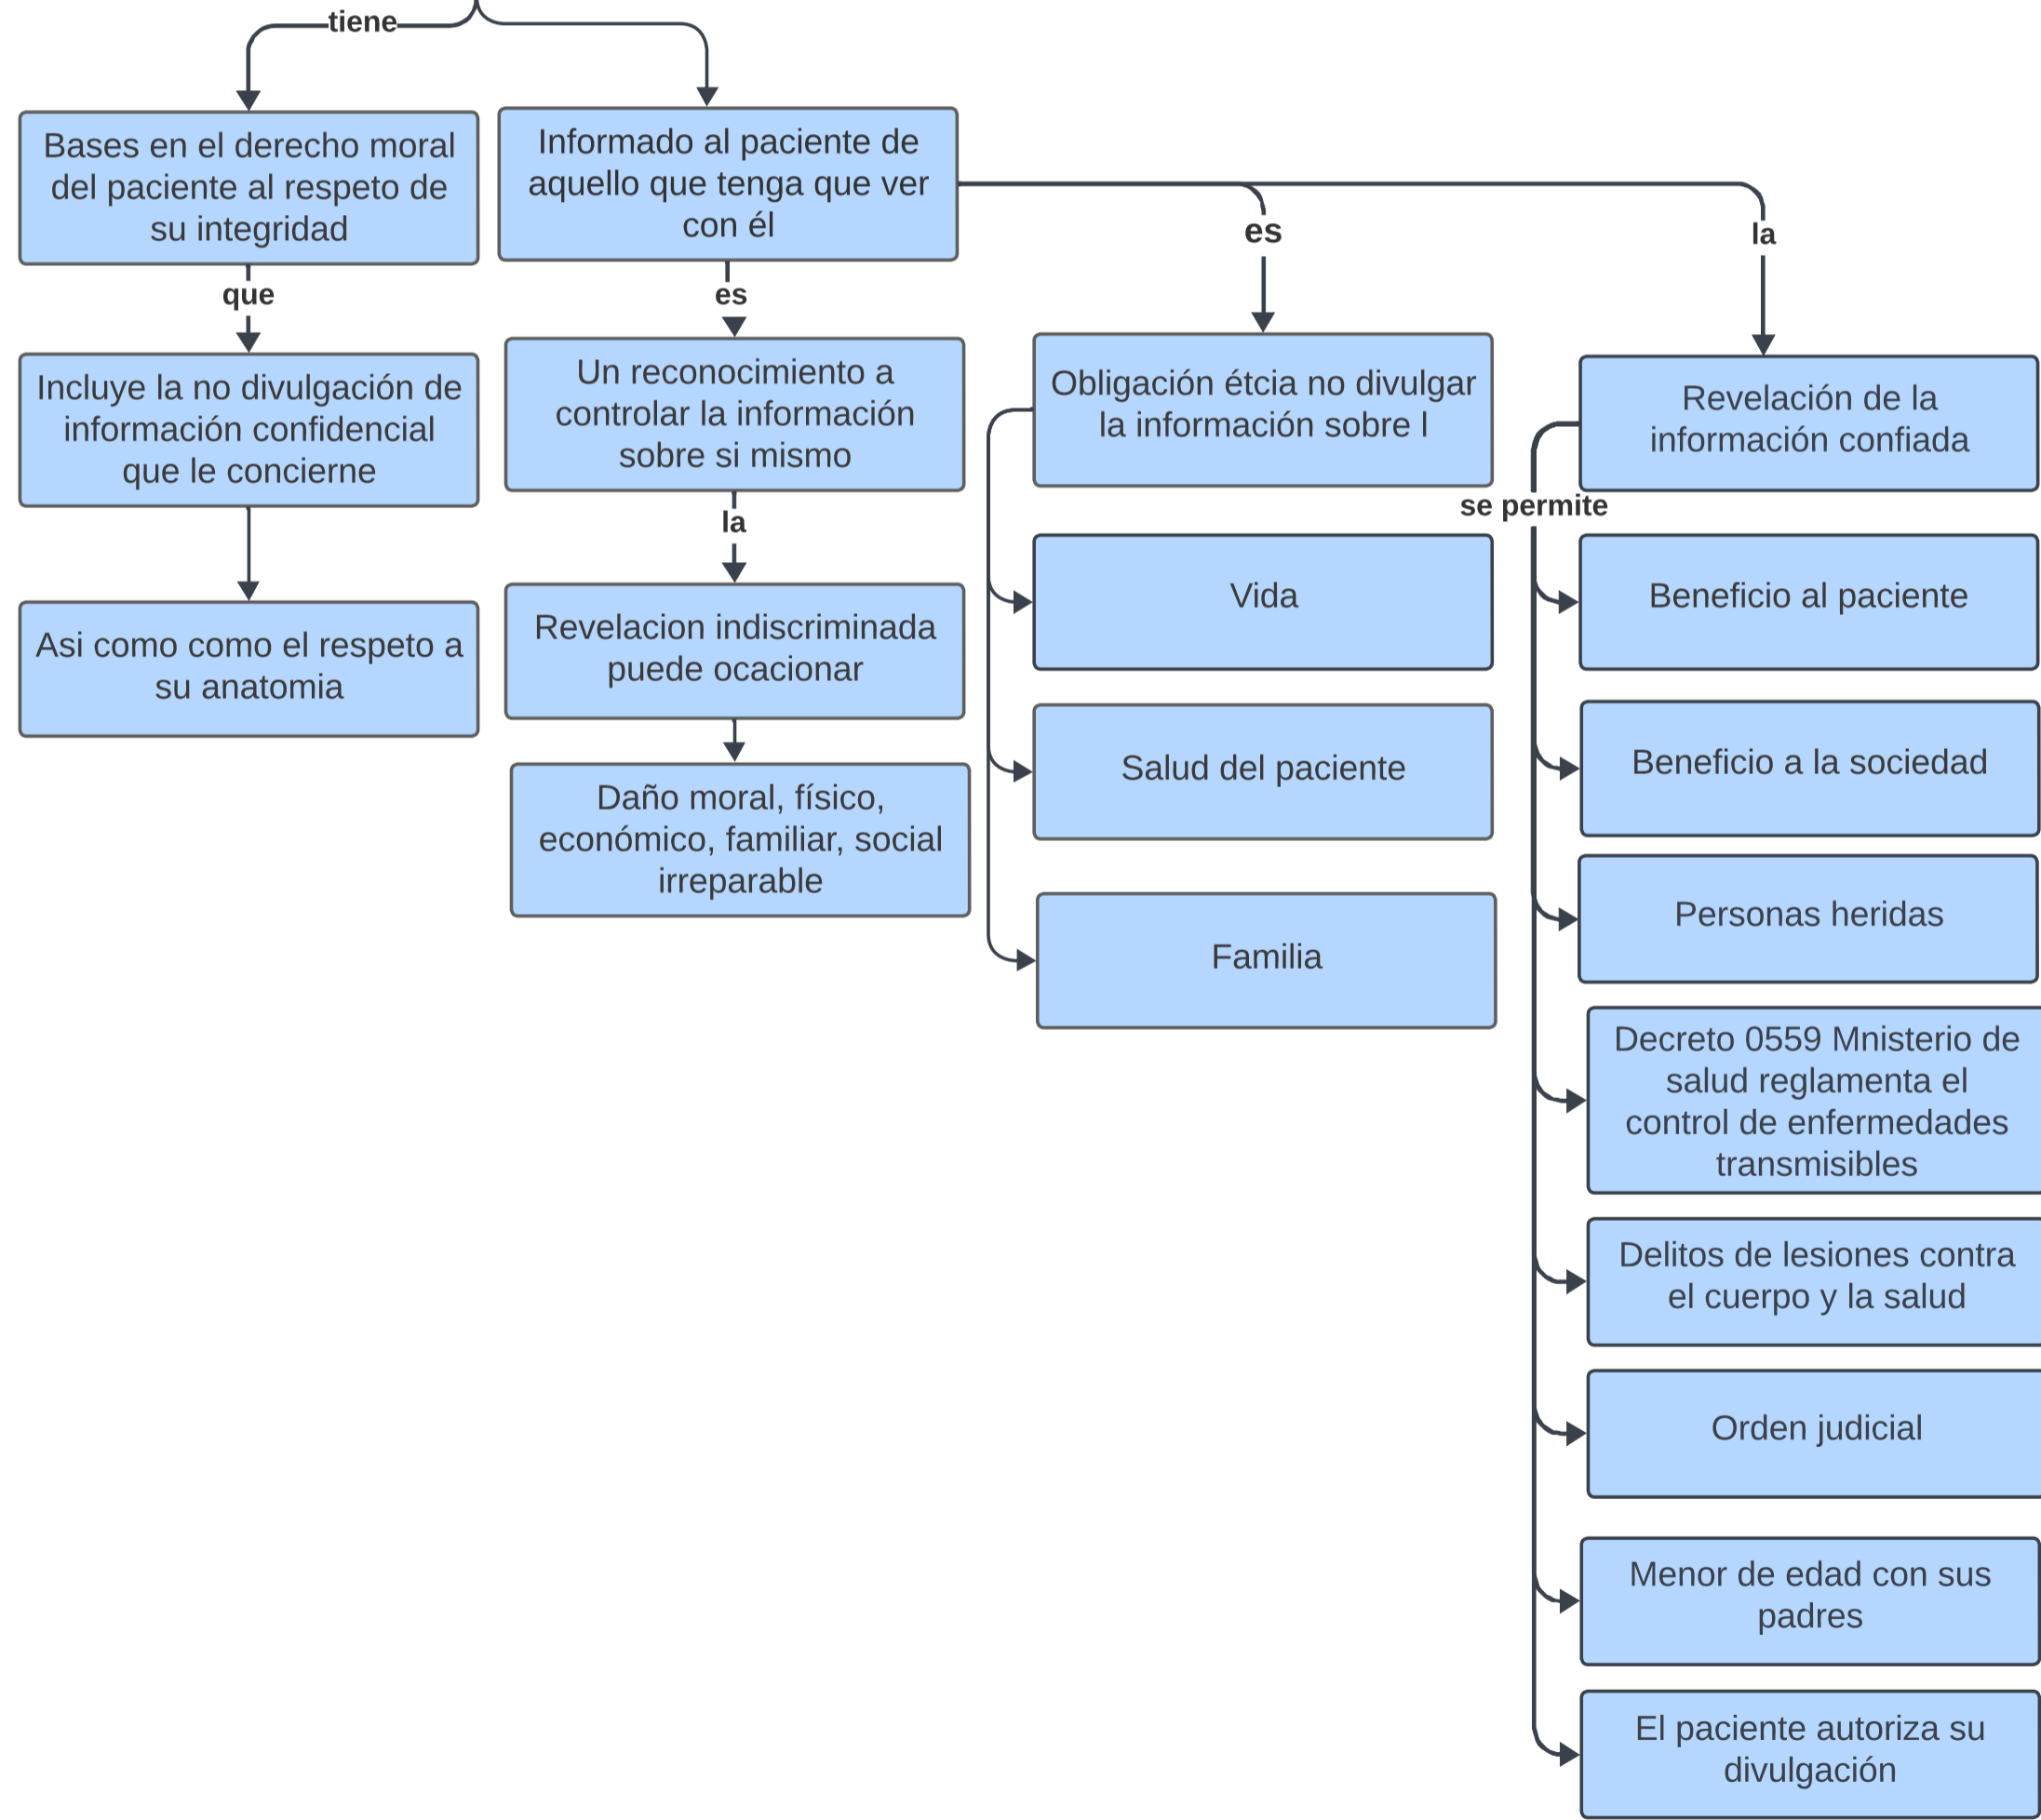 tiene
Bases en el derecho moral
del paciente al respeto de
su integridad
que
Incluye la no divulgación de
información confidencial
que le concierne
Asi como como el respeto a
su anatomia
Informado al paciente de
aquello que tenga que ver
con él
es
Un reconocimiento a
controlar la información
sobre si mismo
la
Revelacion indiscriminada
puede ocacionar
Daño moral, físico,
económico, familiar, social
irreparable
es
Obligación étcia no divulgar
la información sobre l
Vida
Salud del paciente
Familia
la
Revelación de la
información confiada
se permite
Beneficio al paciente
Beneficio a la sociedad
Personas heridas
Decreto 0559 Mnisterio de
salud reglamenta el
control de enfermedades
transmisibles
Delitos de lesiones contra
el cuerpo y la salud
Orden judicial
Menor de edad con sus
padres
El paciente autoriza su
divulgación